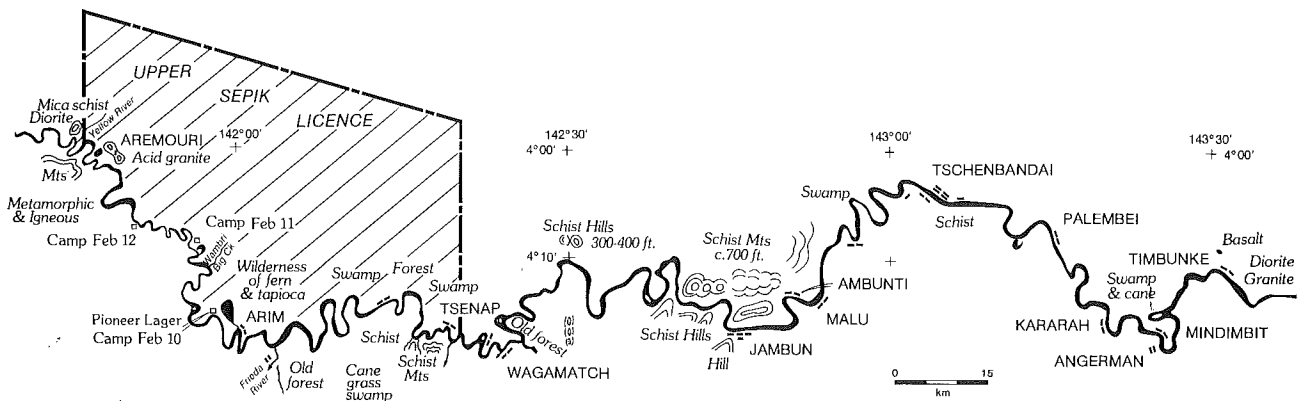 UPPER
SEPIK
LICENCE
Mica schist
Diorite
Yellow River
AREMOURI
Acid granite
Mts
Metamorphic
& Igneous
Camp Feb 12
Camp Feb 11
Wambti
Big Ck
142°00'
Wilderness
of fern
& tapioca
Pioneer Lager
Camp Feb 10
ARIM
Frieda
River
Old
forest
Swamp
Forest
Swamp
Schist
Schist
Mts
Cane
grass
swamp
TSENAP
WAGAMATCH
Old forest
142°30'
4°00'
Schist Hills
300-400 ft.
4°10'
Schist Mts
c.700 ft.
Schist Hills
Hill
JAMBUN
MALU
AMBUNTI
Swamp
143°00'
TSCHENBANDAI
Schist
PALEMBEI
143°30'
4°00'
TIMBUNKE
Basalt
Diorite
Granite
Swamp
& cane
KARARAH
ANGERMAN
MINDIMBIT
0 15
km